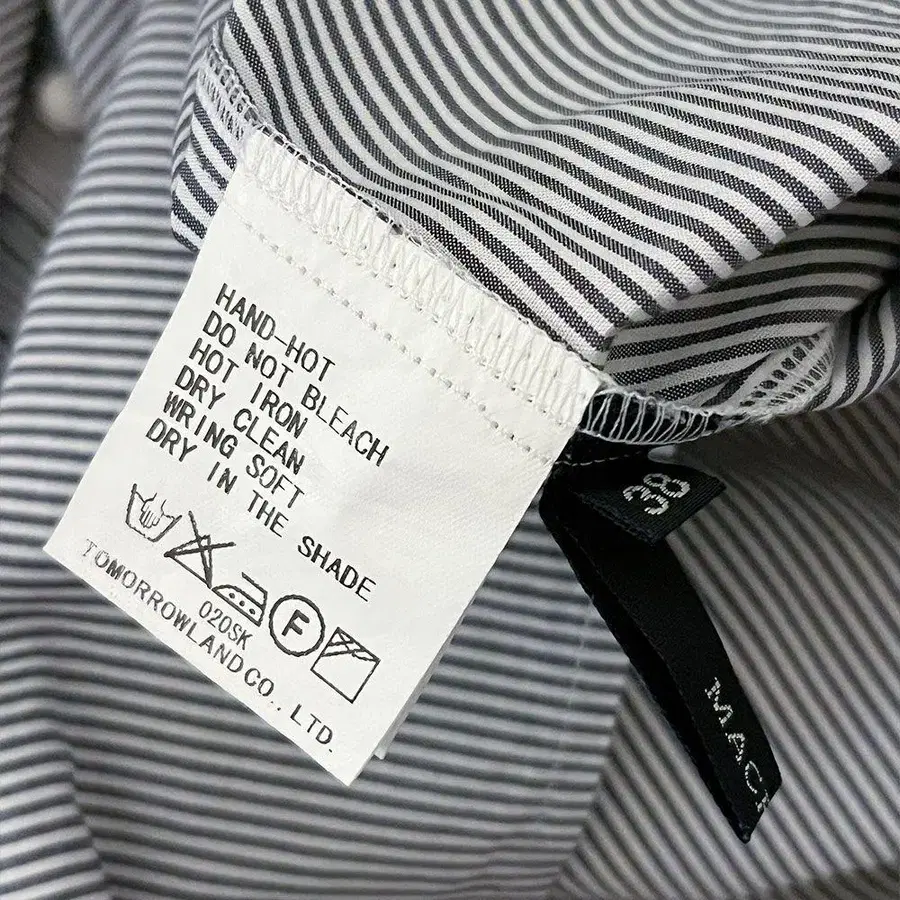 HAND-HOT
DO NOT BLEACH
HOT IRON
DRY CLEAN
WRING SOFT
DRY IN THE SHADE
F
020SK
TOMORROWLAND CO., LTD.
38